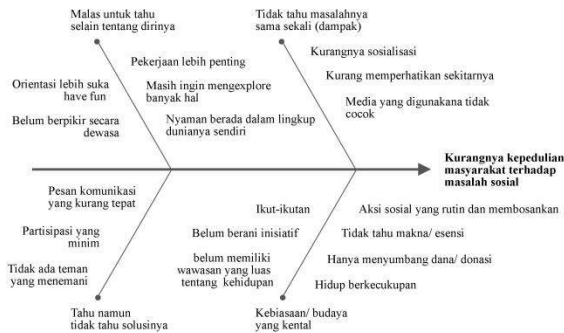 Malas untuk tahu
selain tentang dirinya
Tidak tahu masalahnya
sama sekali (dampak)
Pekerjaan lebih penting
Kurangnya sosialisasi
Orientasi lebih suka
have fun
Masih ingin mengexplore
banyak hal
Kurang memperhatikan sekitarnya
Belum berpikir secara
dewasa
Nyaman berada dalam lingkup
dunianya sendiri
Media yang digunakana tidak
cocok
Kurangnya kepedulian
masyarakat terhadap
masalah sosial
Pesan komunikasi
yang kurang tepat
Ikut-ikutan
Aksi sosial yang rutin dan membosankan
Partisipasi yang
minim
Belum berani inisiatif
Tidak tahu makna/ esensi
Tidak ada teman
yang menemani
belum memiliki
wawasan yang luas
tentang kehidupan
Hanya menyumbang dana/ donasi
Hidup berkecukupan
Tahu namun
tidak tahu solusinya
Kebiasaan/ budaya
yang kental